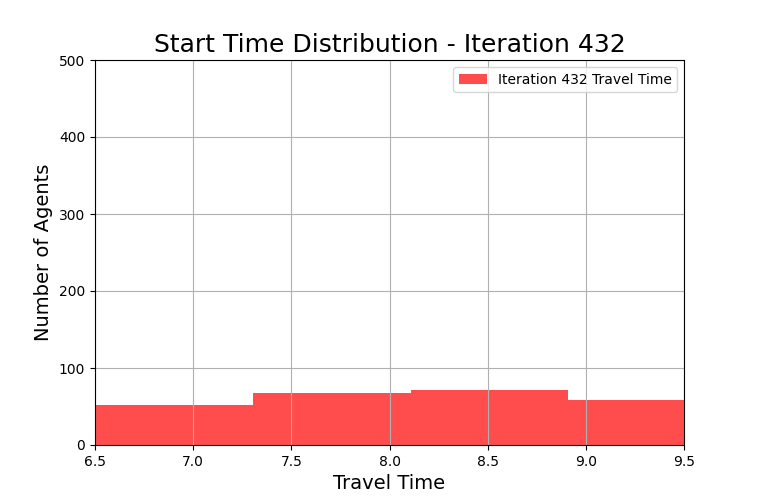 Start Time Distribution - Iteration 432
Iteration 432 Travel Time
Number of Agents
500
400
300
200
100
0
6.5 7.0 7.5 8.0 8.5 9.0 9.5
Travel Time